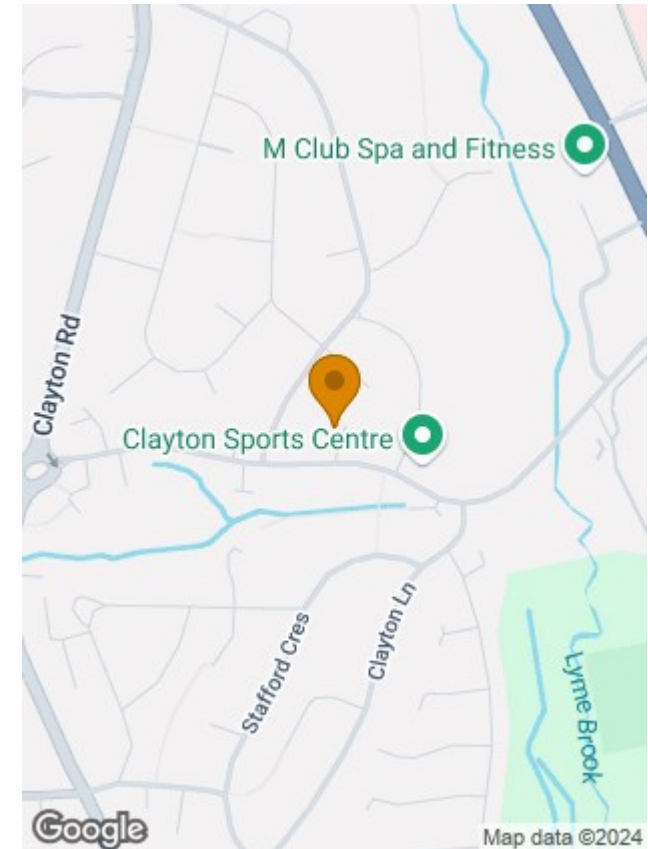 M Club Spa and Fitness
Clayton Rd
Clayton Sports Centre
Stafford Cres
Clayton Ln
Lyme Brook
Google
Map data ©2024